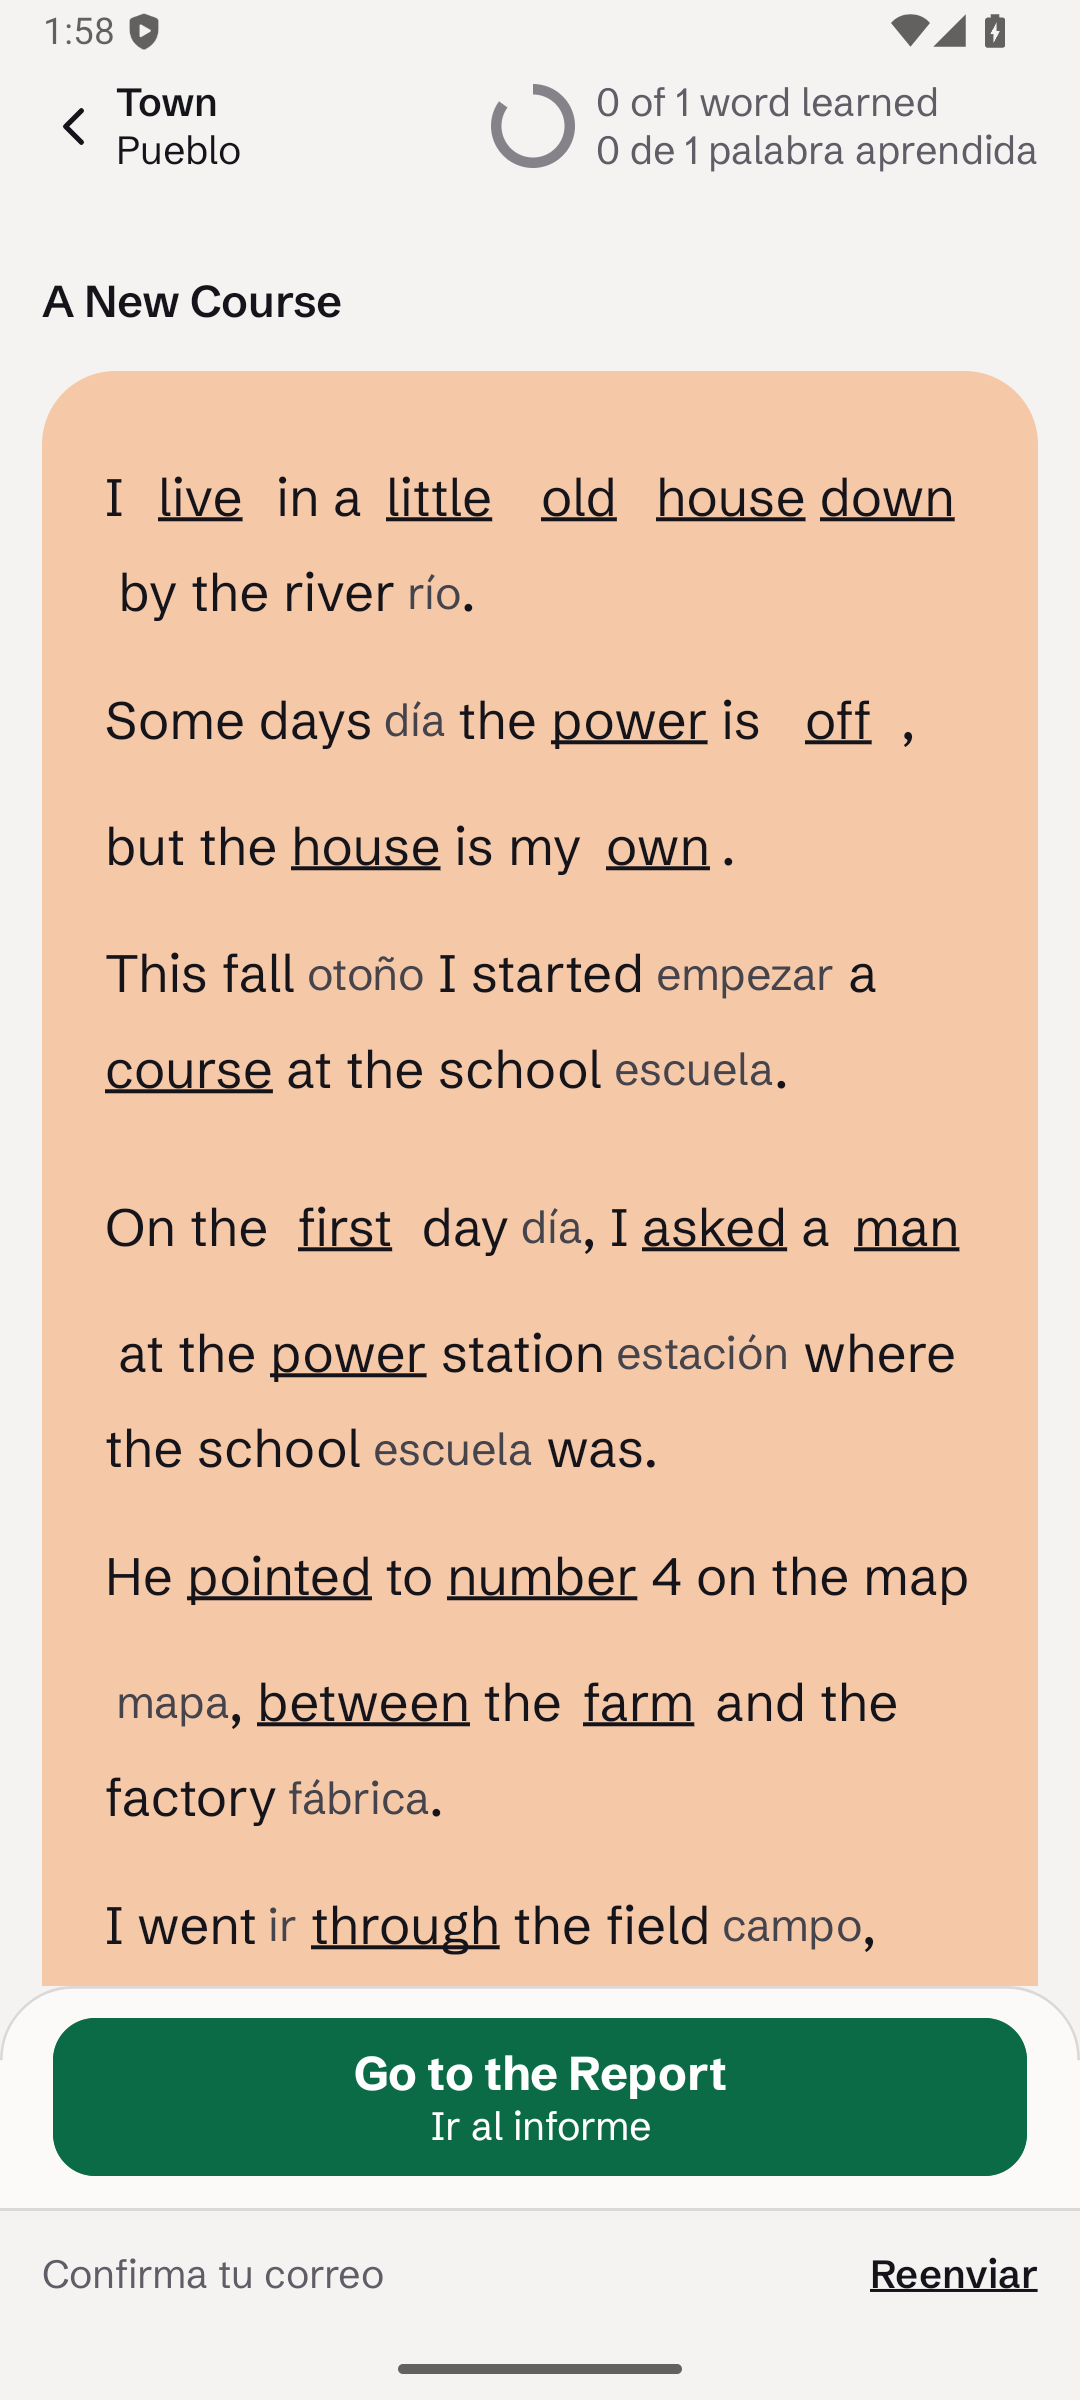 1:58
Town
Pueblo
0 of 1 word learned
0 de 1 palabra aprendida
A New Course
I live in a little old house down
by the river río.
Some days día the power is off ,
but the house is my own .
This fall otoño I started empezar a
course at the school escuela.
On the first day día, I asked a man
at the power station estación where
the school escuela was.
He pointed to number 4 on the map
mapa, between the farm and the
factory fábrica.
I went ir through the field campo,
Go to the Report
Ir al informe
Confirma tu correo
Reenviar